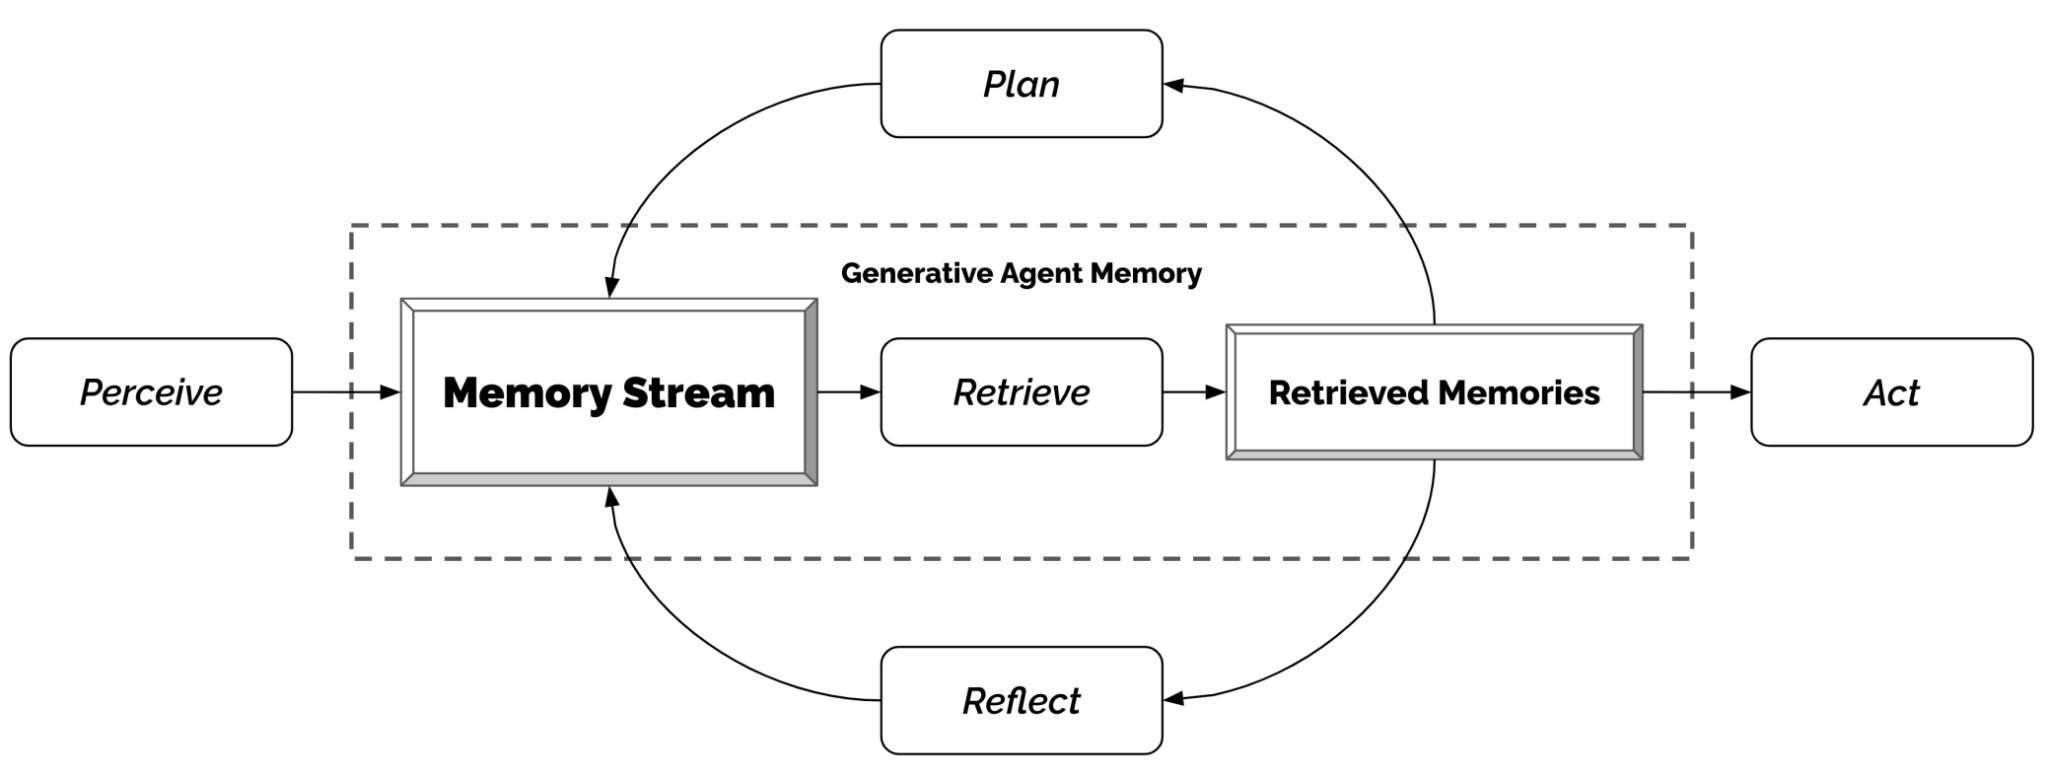 Plan
Generative Agent Memory
Perceive
Memory Stream
Retrieve
Retrieved Memories
Act
Reflect